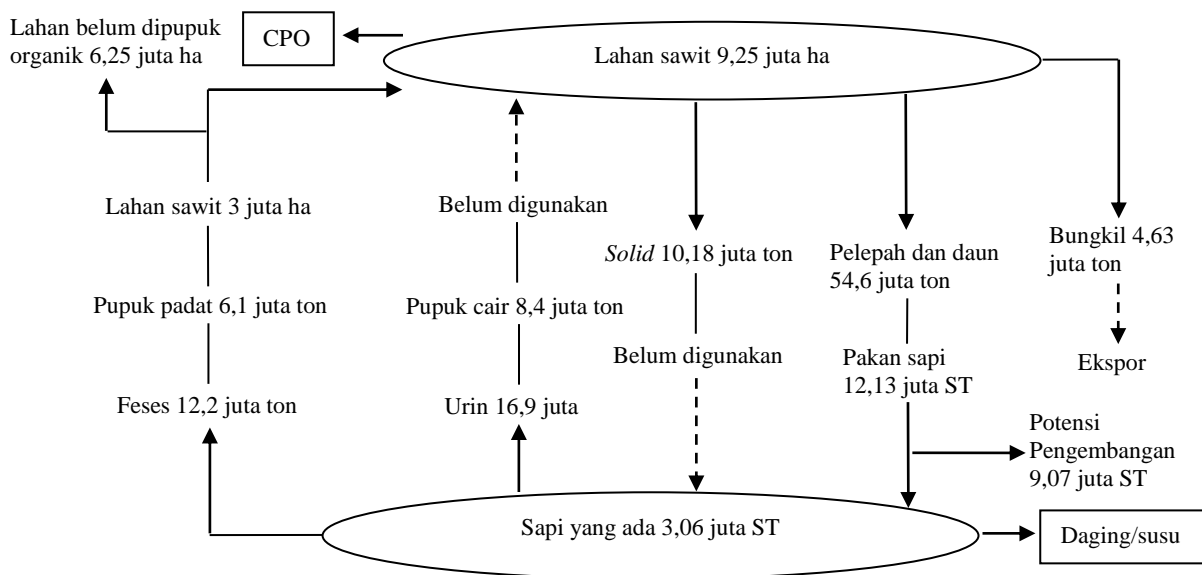 Lahan belum dipupuk
organik 6,25 juta ha
CPO
Lahan sawit 9,25 juta ha
Lahan sawit 3 juta ha
Pupuk padat 6,1 juta ton
Feses 12,2 juta ton
Belum digunakan
Pupuk cair 8,4 juta ton
Urin 16,9 juta
Solid 10,18 juta ton
Belum digunakan
Pelepah dan daun
54,6 juta ton
Pakan sapi
12,13 juta ST
Bungkil 4,63
juta ton
Ekspor
Potensi
Pengembangan
9,07 juta ST
Sapi yang ada 3,06 juta ST
Daging/susu